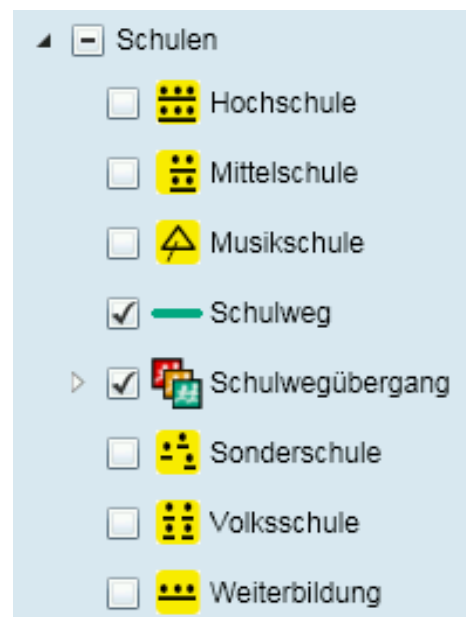 Schulen
Hochschule
Mittelschule
Musikschule
Schulweg
Schulwegübergang
Sonderschule
Volksschule
Weiterbildung